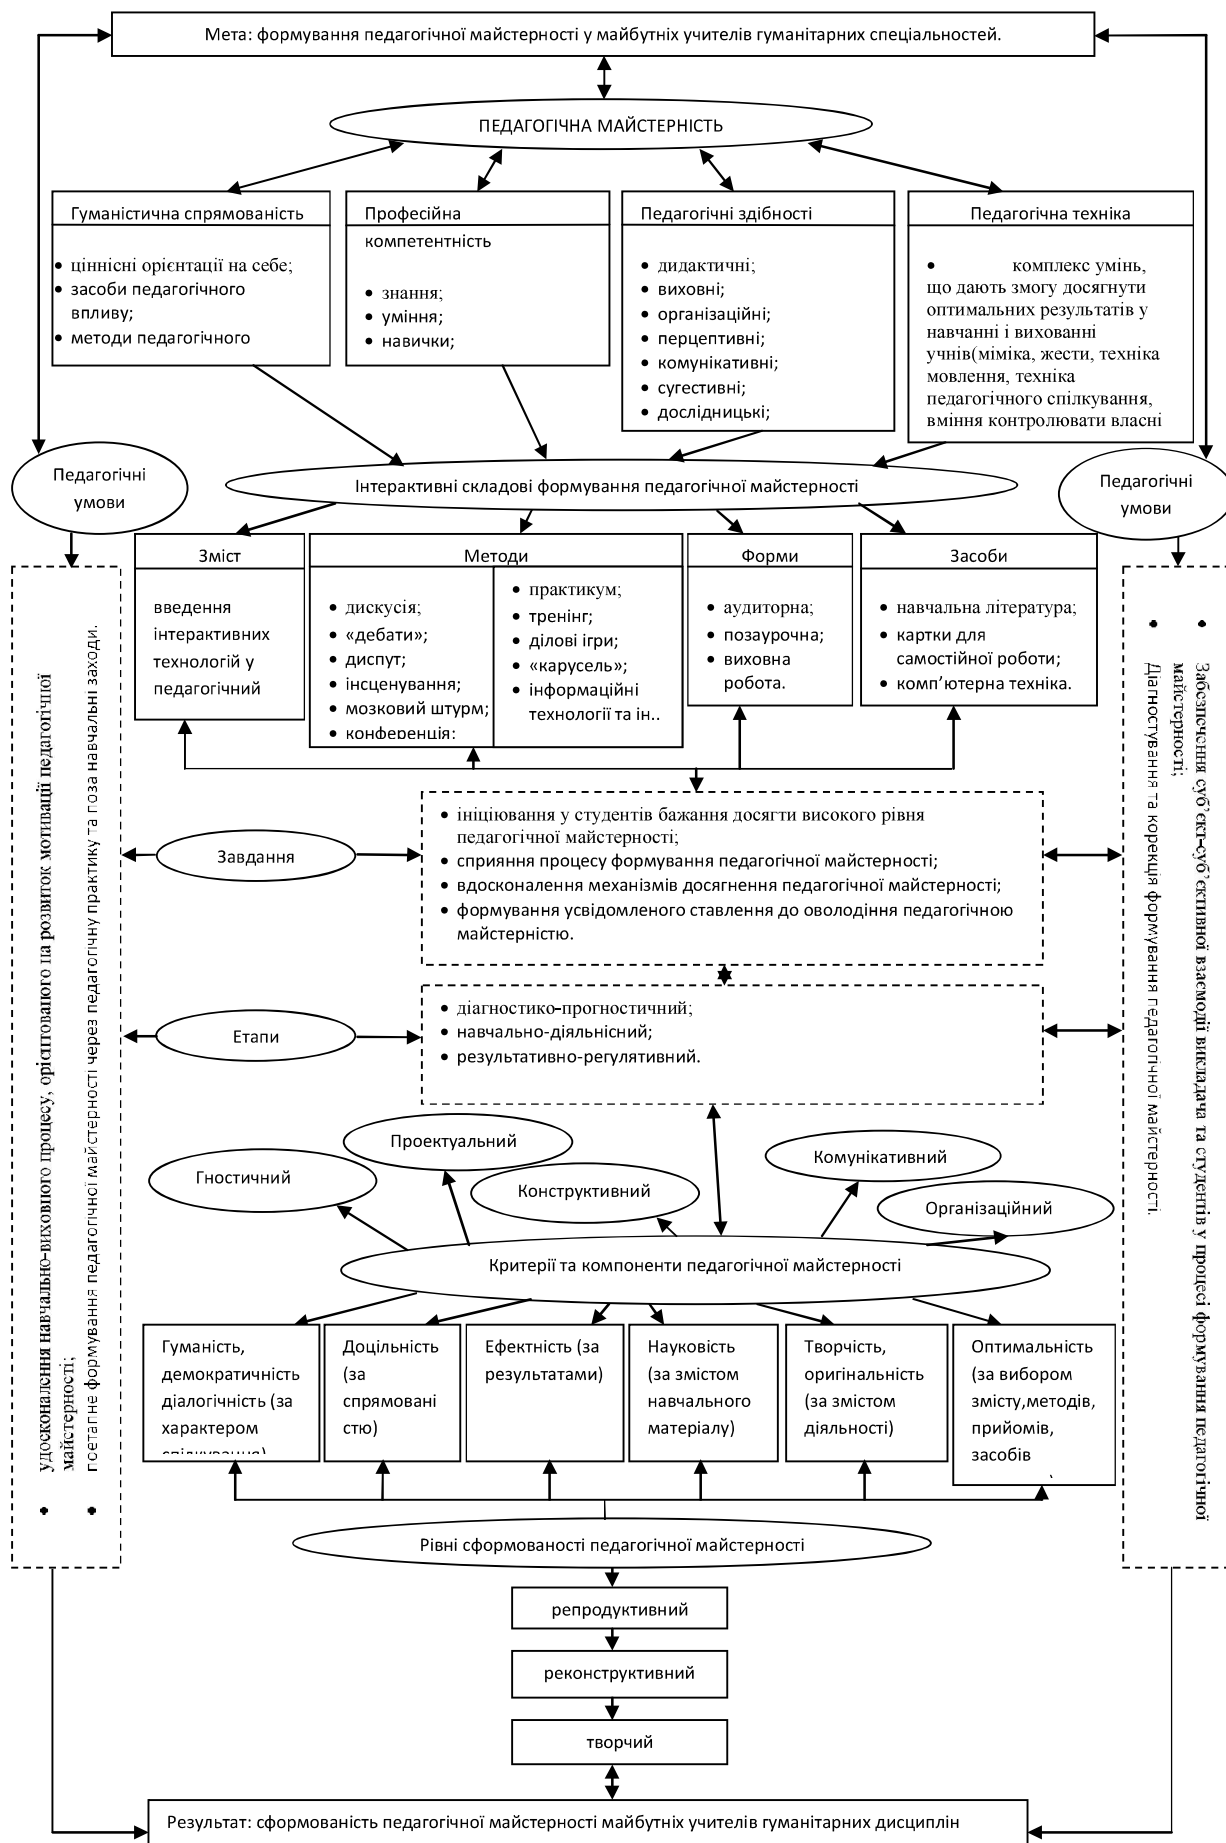 Мета: формування педагогічної майстерності у майбутніх учителів гуманітарних спеціальностей.
ПЕДАГОГІЧНА МАЙСТЕРНІСТЬ
Гуманістична спрямованість
• ціннісні орієнтації на себе;
• засоби педагогічного
впливу;
• методи педагогічного
Професійна
компетентність
• знання;
• уміння;
• навички;
Педагогічні здібності
• дидактичні;
• виховні;
• організаційні;
• перцептивні;
• комунікативні;
• сугестивні;
• дослідницькі;
Педагогічна техніка
• комплекс умінь,
що дають змогу досягнути
оптимальних результатів у
навчанні і вихованні
учнів(міміка, жести, техніка
мовлення, техніка
педагогічного спілкування,
вміння контролювати власні
Педагогічні
умови
Інтерактивні складові формування педагогічної майстерності
Педагогічні
умови
Зміст
введення
інтерактивних
технологій у
педагогічний
Методи
• дискусія;
• «дебати»;
• диспут;
• інсценування;
• мозковий штурм;
• конференція;
• практикум;
• тренінг;
• ділові ігри;
• «карусель»;
• інформаційні
технології та ін..
Форми
• аудиторна;
• позаурочна;
• виховна
робота.
Засоби
• навчальна література;
• картки для
самостійної роботи;
• комп’ютерна техніка.
• удосконалення навчально-виховного процесу, орієнтованого на розвиток мотивації педагогічної
майстерності;
• поетапне формування педагогічної майстерності через педагогічну практику та поза навчальні заходи.
• Забезпечення суб’єкт-суб’єктивної взаємодії викладача та студентів у процесі формування педагогічної
майстерності;
• Діагностування та корекція формування педагогічної майстерності.
Завдання
• ініціювання у студентів бажання досягти високого рівня
педагогічної майстерності;
• сприяння процесу формування педагогічної майстерності;
• вдосконалення механізмів досягнення педагогічної майстерності;
• формування усвідомленого ставлення до оволодіння педагогічною
майстерністю.
Етапи
• діагностико-прогностичний;
• навчально-діяльнісний;
• результативно-регулятивний.
Гностичний
Проектуальний
Конструктивний
Комунікативний
Організаційний
Критерії та компоненти педагогічної майстерності
Гуманість,
демократичність
діалогічність (за
характером
спілкування)
Доцільність
(за
спрямовані
стю)
Ефектність (за
результатами)
Науковість
(за змістом
навчального
матеріалу)
Творчість,
оригінальність
(за змістом
діяльності)
Оптимальність
(за вибором
змісту,методів,
прийомів,
засобів
Рівні сформованості педагогічної майстерності
репродуктивний
реконструктивний
творчий
Результат: сформованість педагогічної майстерності майбутніх учителів гуманітарних дисциплін